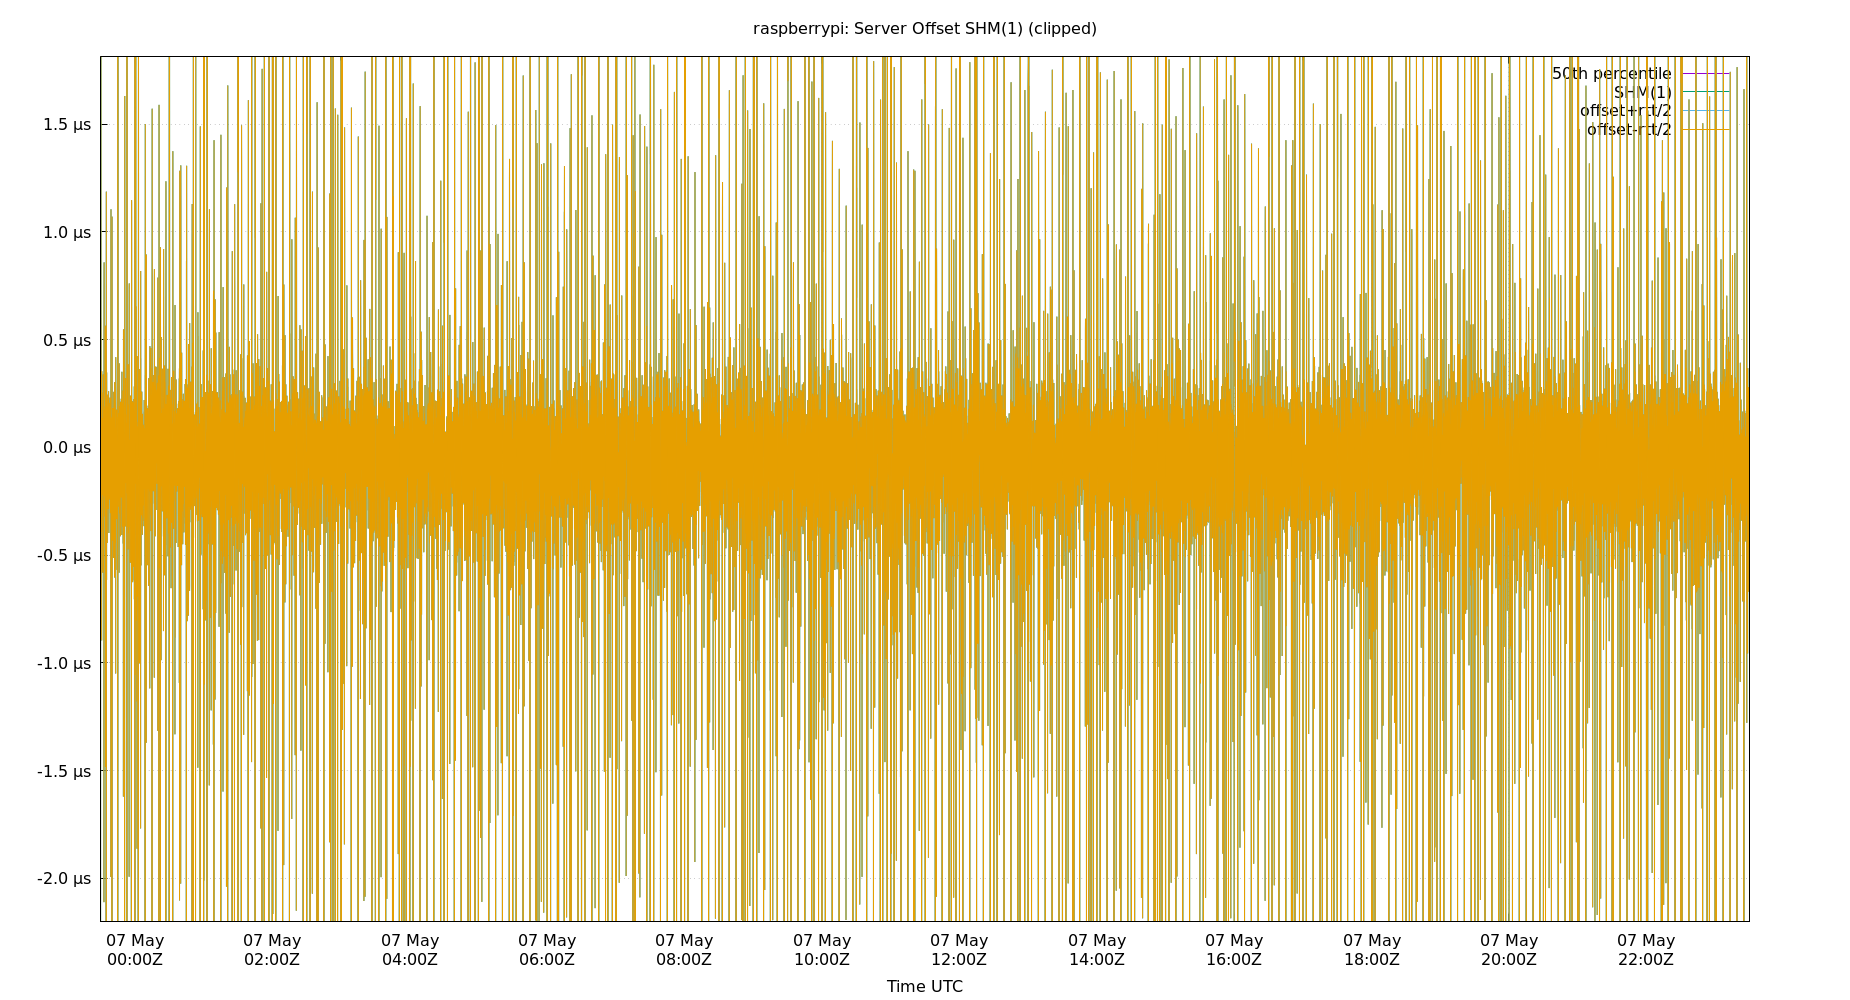 raspberrypi: Server Offset SHM(1) (clipped)
50th percentile
SHM(1)
offset+rtt/2
offset-rtt/2
1.5 µs
1.0 µs
0.5 µs
0.0 µs
-0.5 µs
-1.0 µs
-1.5 µs
-2.0 µs
07 May 07 May 07 May 07 May 07 May 07 May 07 May 07 May 07 May 07 May 07 May 07 May
00:00Z 02:00Z 04:00Z 06:00Z 08:00Z 10:00Z 12:00Z 14:00Z 16:00Z 18:00Z 20:00Z 22:00Z
Time UTC